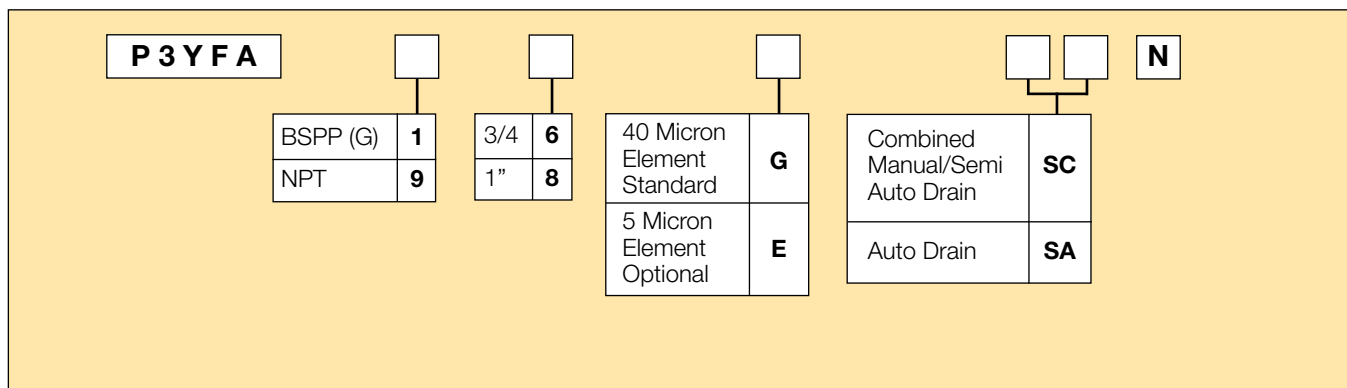 P3YFA N
BSPP (G) 1
NPT 9
3/4 6
1” 8
40 Micron
Element
Standard
G
5 Micron
Element
Optional
E
Combined
Manual/Semi
Auto Drain
SC
Auto Drain SA